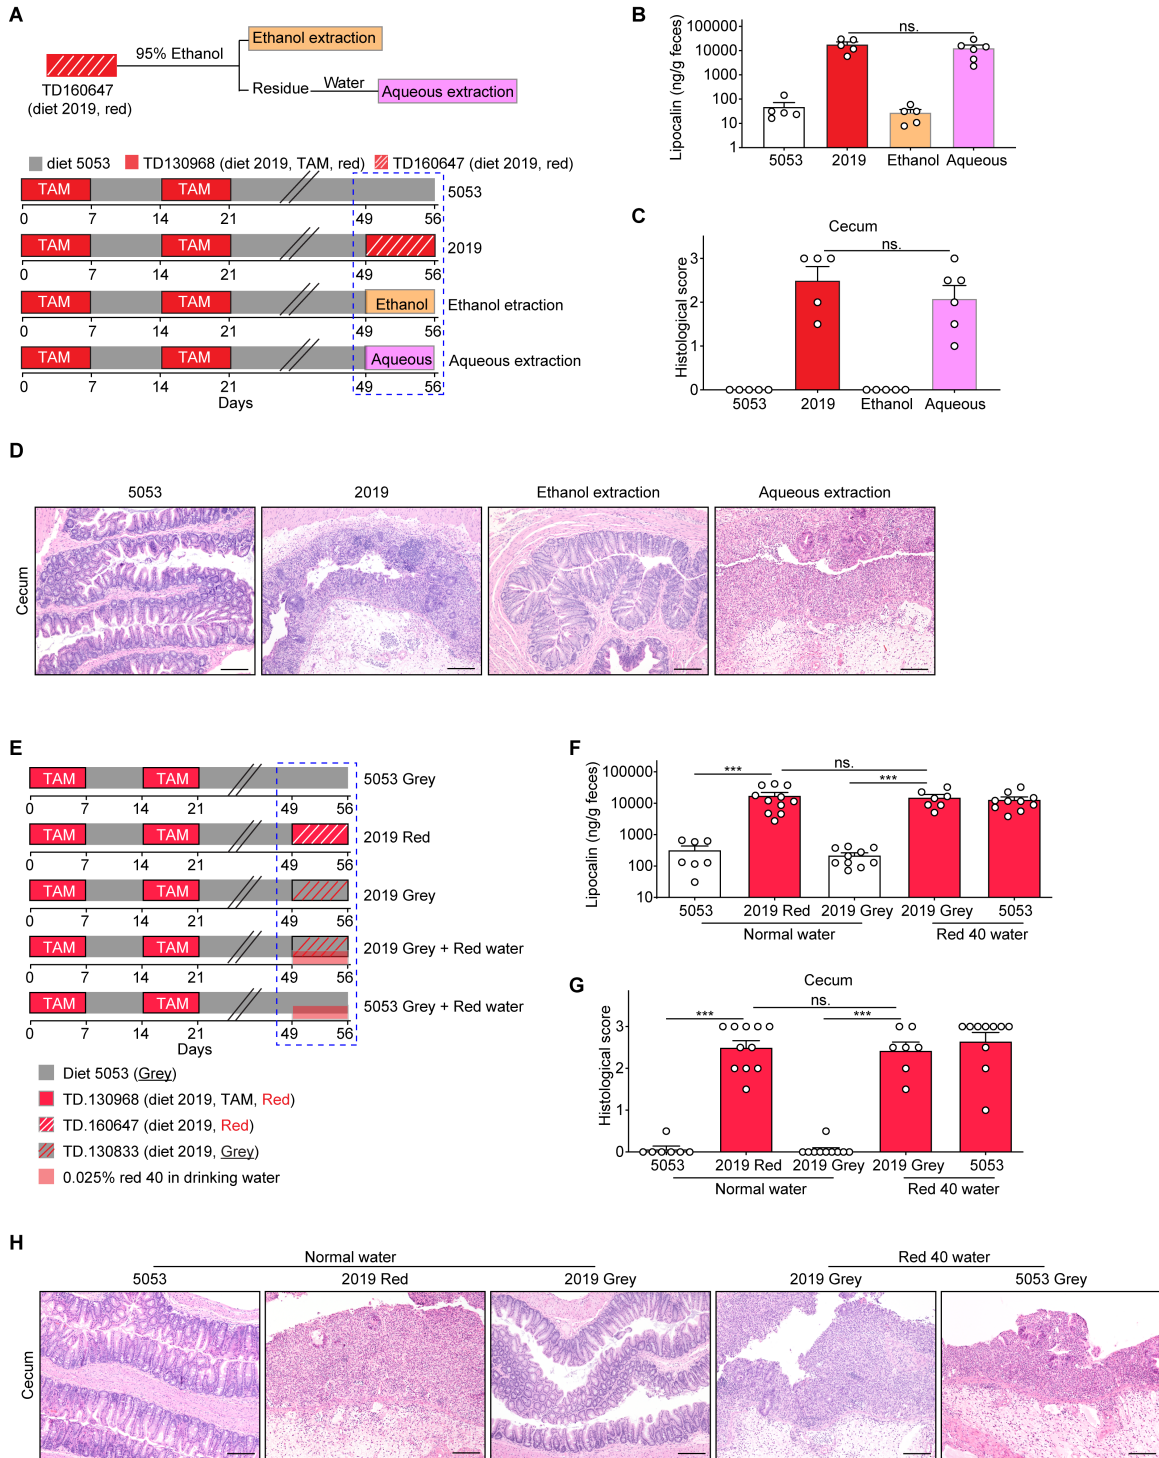 A
95% Ethanol
Ethanol extraction
TD160647
(diet 2019, red)
Residue
Water
Aqueous extraction
diet 5053
TD130968 (diet 2019, TAM, red)
TD160647 (diet 2019, red)
TAM TAM 5053
0 7 14 21 49 56
TAM TAM 2019
0 7 14 21 49 56
TAM TAM Ethanol Ethanol etraction
0 7 14 21 49 56
TAM TAM Aqueous Aqueous extraction
0 7 14 21 49 56
Days
B
Lipocalin (ng/g feces)
100000
10000
1000
100
10
1
ns.
5053 2019 Ethanol Aqueous
C
Cecum
Histological score
3
2
1
0
ns.
5053 2019 Ethanol Aqueous
D
5053 2019 Ethanol extraction Aqueous extraction
Cecum
E
TAM TAM 5053 Grey
0 7 14 21 49 56
TAM TAM 2019 Red
0 7 14 21 49 56
TAM TAM 2019 Grey
0 7 14 21 49 56
TAM TAM 2019 Grey + Red water
0 7 14 21 49 56
TAM TAM 5053 Grey + Red water
0 7 14 21 49 56
Days
Diet 5053 (Grey)
TD.130968 (diet 2019, TAM, Red)
TD.160647 (diet 2019, Red)
TD.130833 (diet 2019, Grey)
0.025% red 40 in drinking water
F
Lipocalin (ng/g feces)
100000
10000
1000
100
10
***
ns.
***
5053 2019 Red 2019 Grey 2019 Grey 5053
Normal water Red 40 water
G
Cecum
Histological score
3
2
1
0
***
ns.
***
5053 2019 Red 2019 Grey 2019 Grey 5053
Normal water Red 40 water
H
Normal water Red 40 water
5053 2019 Red 2019 Grey 2019 Grey 5053 Grey
Cecum